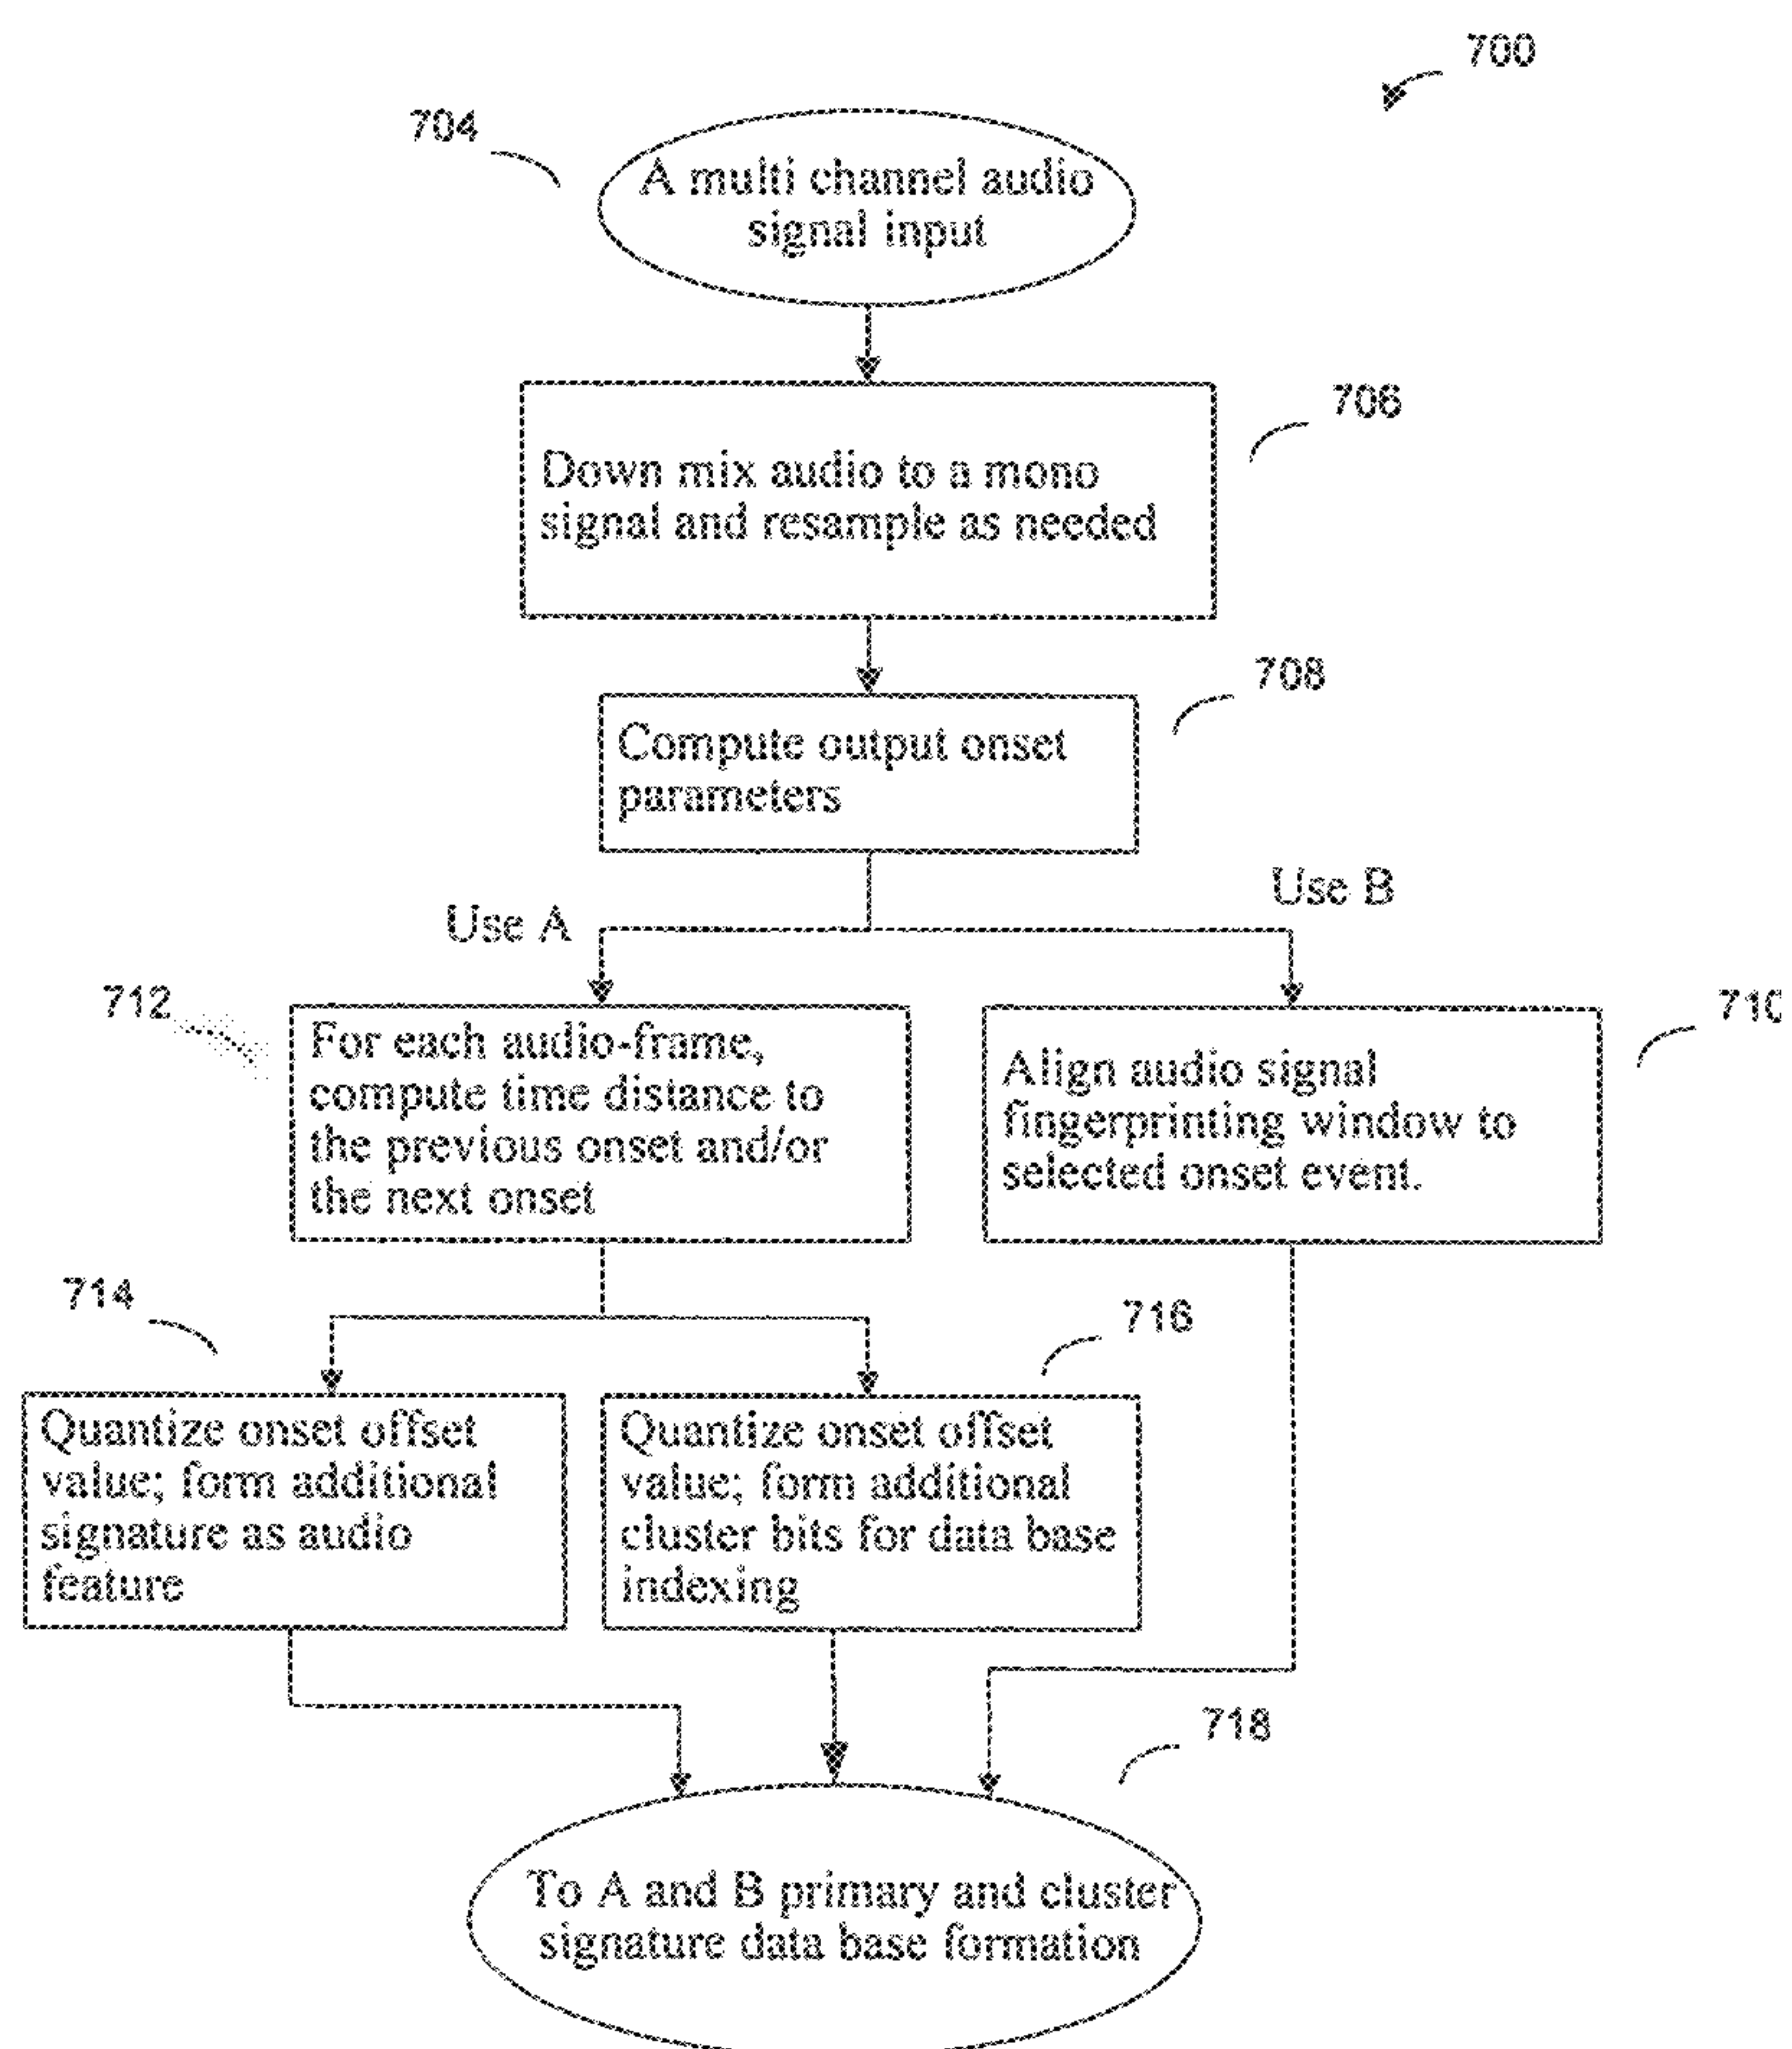 700
704
A multi channel audio
signal input
706
Down mix audio to a mono
signal and resample as needed
708
Compute output onset
parameters
Use A
Use B
712
For each audio-frame,
compute time distance to
the previous onset and/or
the next onset
710
Align audio signal
fingerprinting window to
selected onset event.
714
Quantize onset offset
value; form additional
signature as audio
feature
716
Quantize onset offset
value; form additional
cluster bits for data base
indexing
718
To A and B primary and cluster
signature data base formation